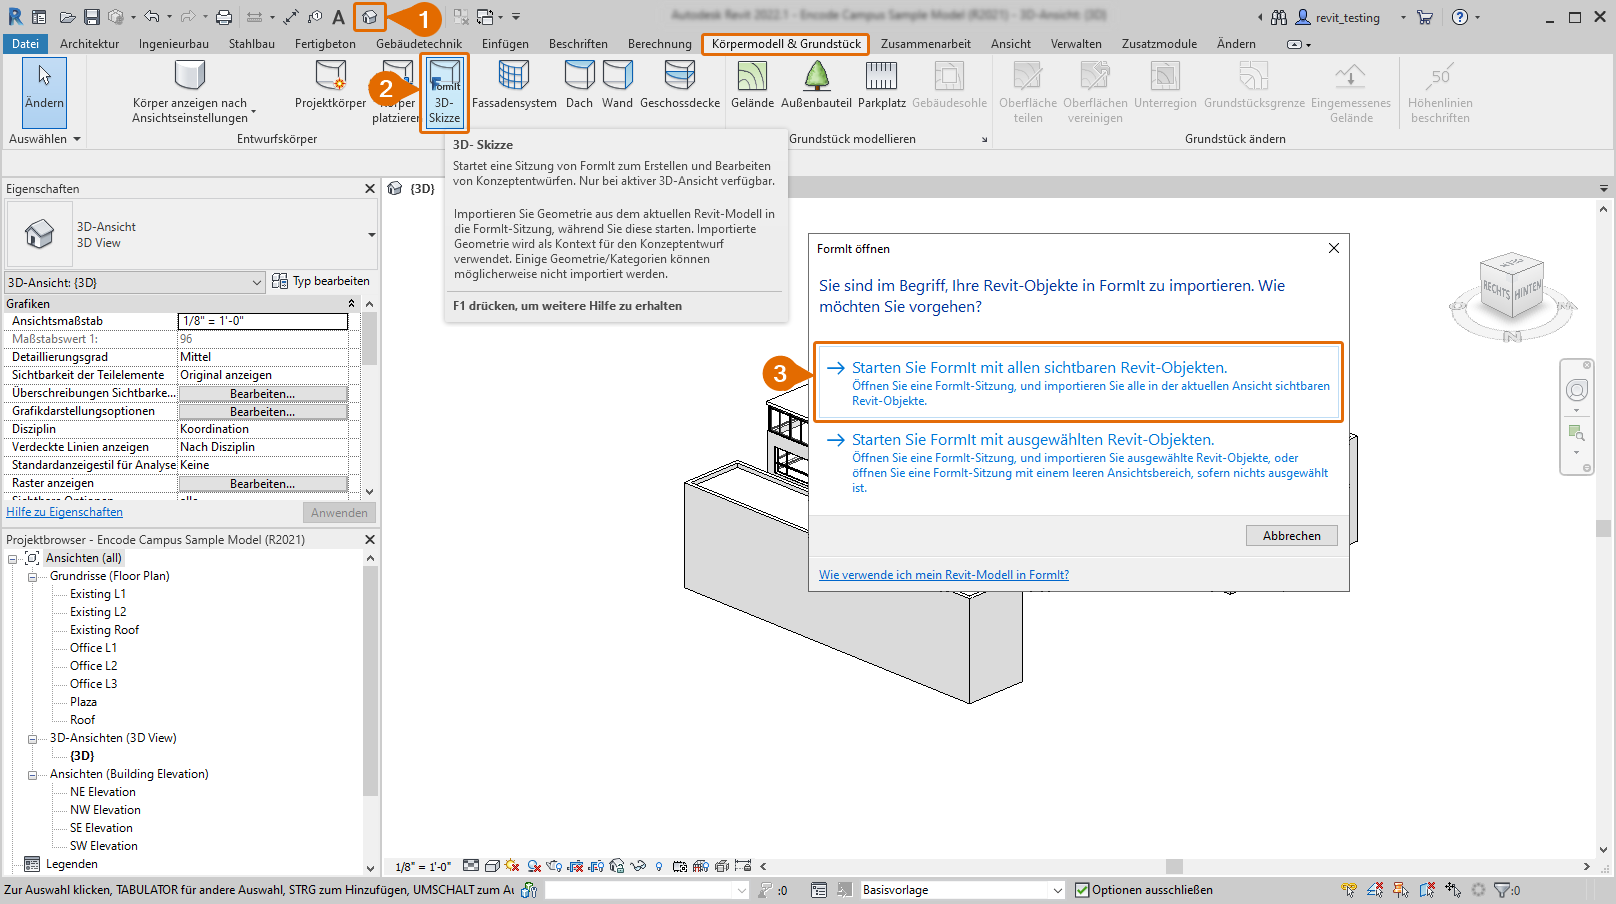 1
Autodesk Revit 2022.1 - Encode Campus Sample Model (R2021) - 3D-Ansicht: {3D}
revit_testing
Datei
Architektur
Ingenieurbau
Stahlbau
Fertigbeton
Gebäudetechnik
Einfügen
Beschriften
Berechnung
Körpermodell & Grundstück
Zusammenarbeit
Ansicht
Verwalten
Zusatzmodule
Ändern
Ändern
Körper anzeigen nach
Ansichtseinstellungen
Projektkörper
Körper
platzieren
2
FormIt
3D-
Skizze
Fassadensystem
Dach
Wand
Geschossdecke
Gelände
Außenbauteil
Parkplatz
Gebäudesohle
Oberfläche
teilen
Oberflächen
vereinigen
Unterregion
Grundstücksgrenze
Eingemessenes
Gelände
50
Höhenlinien
beschriften
Auswählen
Entwurfskörper
Grundstück modellieren
Grundstück ändern
3D- Skizze
Startet eine Sitzung von FormIt zum Erstellen und Bearbeiten
von Konzeptentwürfen. Nur bei aktiver 3D-Ansicht verfügbar.
Importieren Sie Geometrie aus dem aktuellen Revit-Modell in
die FormIt-Sitzung, während Sie diese starten. Importierte
Geometrie wird als Kontext für den Konzeptentwurf
verwendet. Einige Geometrie/Kategorien können
möglicherweise nicht importiert werden.
F1 drücken, um weitere Hilfe zu erhalten
Eigenschaften
3D-Ansicht
3D View
3D-Ansicht: {3D}
Typ bearbeiten
Grafiken
Ansichtsmaßstab 1/8" = 1'-0"
Maßstabswert 1: 96
Detaillierungsgrad Mittel
Sichtbarkeit der Teilelemente Original anzeigen
Überschreibungen Sichtbarke... Bearbeiten...
Grafikdarstellungsoptionen Bearbeiten...
Disziplin Koordination
Verdeckte Linien anzeigen Nach Disziplin
Standardanzeigestil für Analyse Keine
Raster anzeigen Bearbeiten...
Sichtbare Optionen alle
Hilfe zu Eigenschaften
Anwenden
Projektbrowser - Encode Campus Sample Model (R2021)
Ansichten (all)
Grundrisse (Floor Plan)
Existing L1
Existing L2
Existing Roof
Office L1
Office L2
Office L3
Plaza
Roof
3D-Ansichten (3D View)
{3D}
Ansichten (Building Elevation)
NE Elevation
NW Elevation
SE Elevation
SW Elevation
Legenden
{3D}
FormIt öffnen
Sie sind im Begriff, Ihre Revit-Objekte in FormIt zu importieren. Wie
möchten Sie vorgehen?
3
Starten Sie FormIt mit allen sichtbaren Revit-Objekten.
Öffnen Sie eine FormIt-Sitzung, und importieren Sie alle in der aktuellen Ansicht sichtbaren
Revit-Objekte.
Starten Sie FormIt mit ausgewählten Revit-Objekten.
Öffnen Sie eine FormIt-Sitzung, und importieren Sie ausgewählte Revit-Objekte, oder
öffnen Sie eine FormIt-Sitzung mit einem leeren Ansichtsbereich, sofern nichts ausgewählt
ist.
Abbrechen
Wie verwende ich mein Revit-Modell in FormIt?
RECHTS
HINTEN
1/8" = 1'-0"
Zur Auswahl klicken, TABULATOR für andere Auswahl, STRG zum Hinzufügen, UMSCHALT zum Au
:0
Basisvorlage
Optionen ausschließen
:0